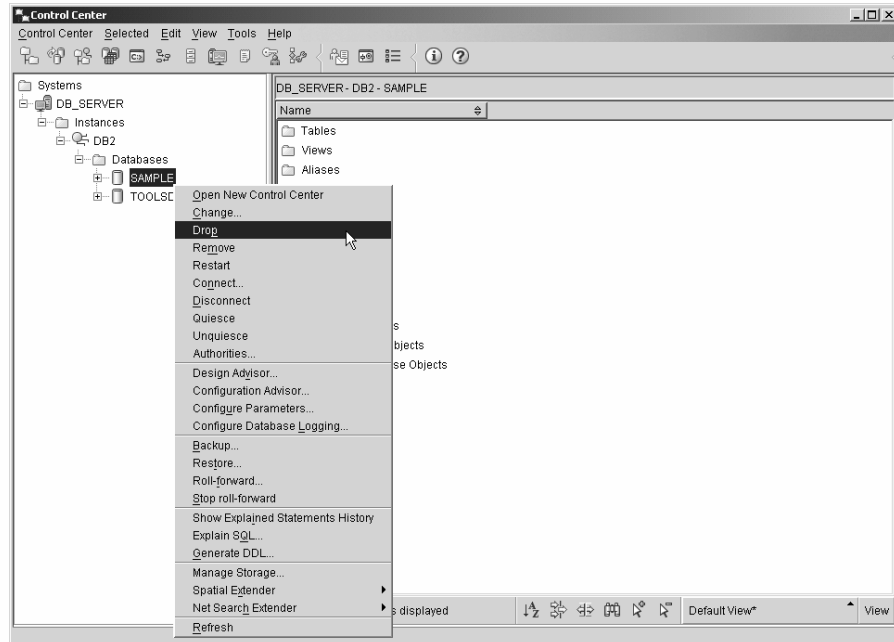 Control Center
Control Center Selected Edit View Tools Help
Systems
DB_SERVER
Instances
DB2
Databases
SAMPLE
TOOLSD
DB_SERVER - DB2 - SAMPLE
Name
Tables
Views
Aliases
Open New Control Center
Change...
Drop
Remove
Restart
Connect...
Disconnect
Quiesce
Unquiesce
Authorities...
Design Advisor...
Configuration Advisor...
Configure Parameters...
Configure Database Logging...
Backup...
Restore...
Roll-forward...
Stop roll-forward
Show Explained Statements History
Explain SQL...
Generate DDL...
Manage Storage...
Spatial Extender
Net Search Extender
Refresh
s
bjects
se Objects
s displayed
Default View*
View